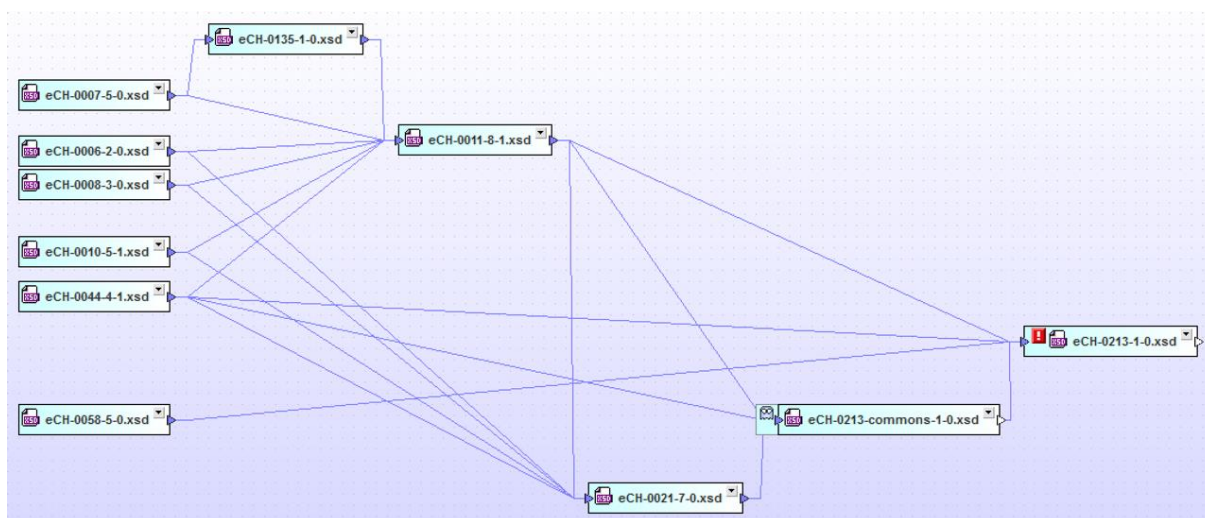 eCH-0135-1-0.xsd
eCH-0007-5-0.xsd
eCH-0011-8-1.xsd
eCH-0006-2-0.xsd
eCH-0008-3-0.xsd
eCH-0010-5-1.xsd
eCH-0044-4-1.xsd
eCH-0213-1-0.xsd
eCH-0058-5-0.xsd
eCH-0213-commons-1-0.xsd
eCH-0021-7-0.xsd